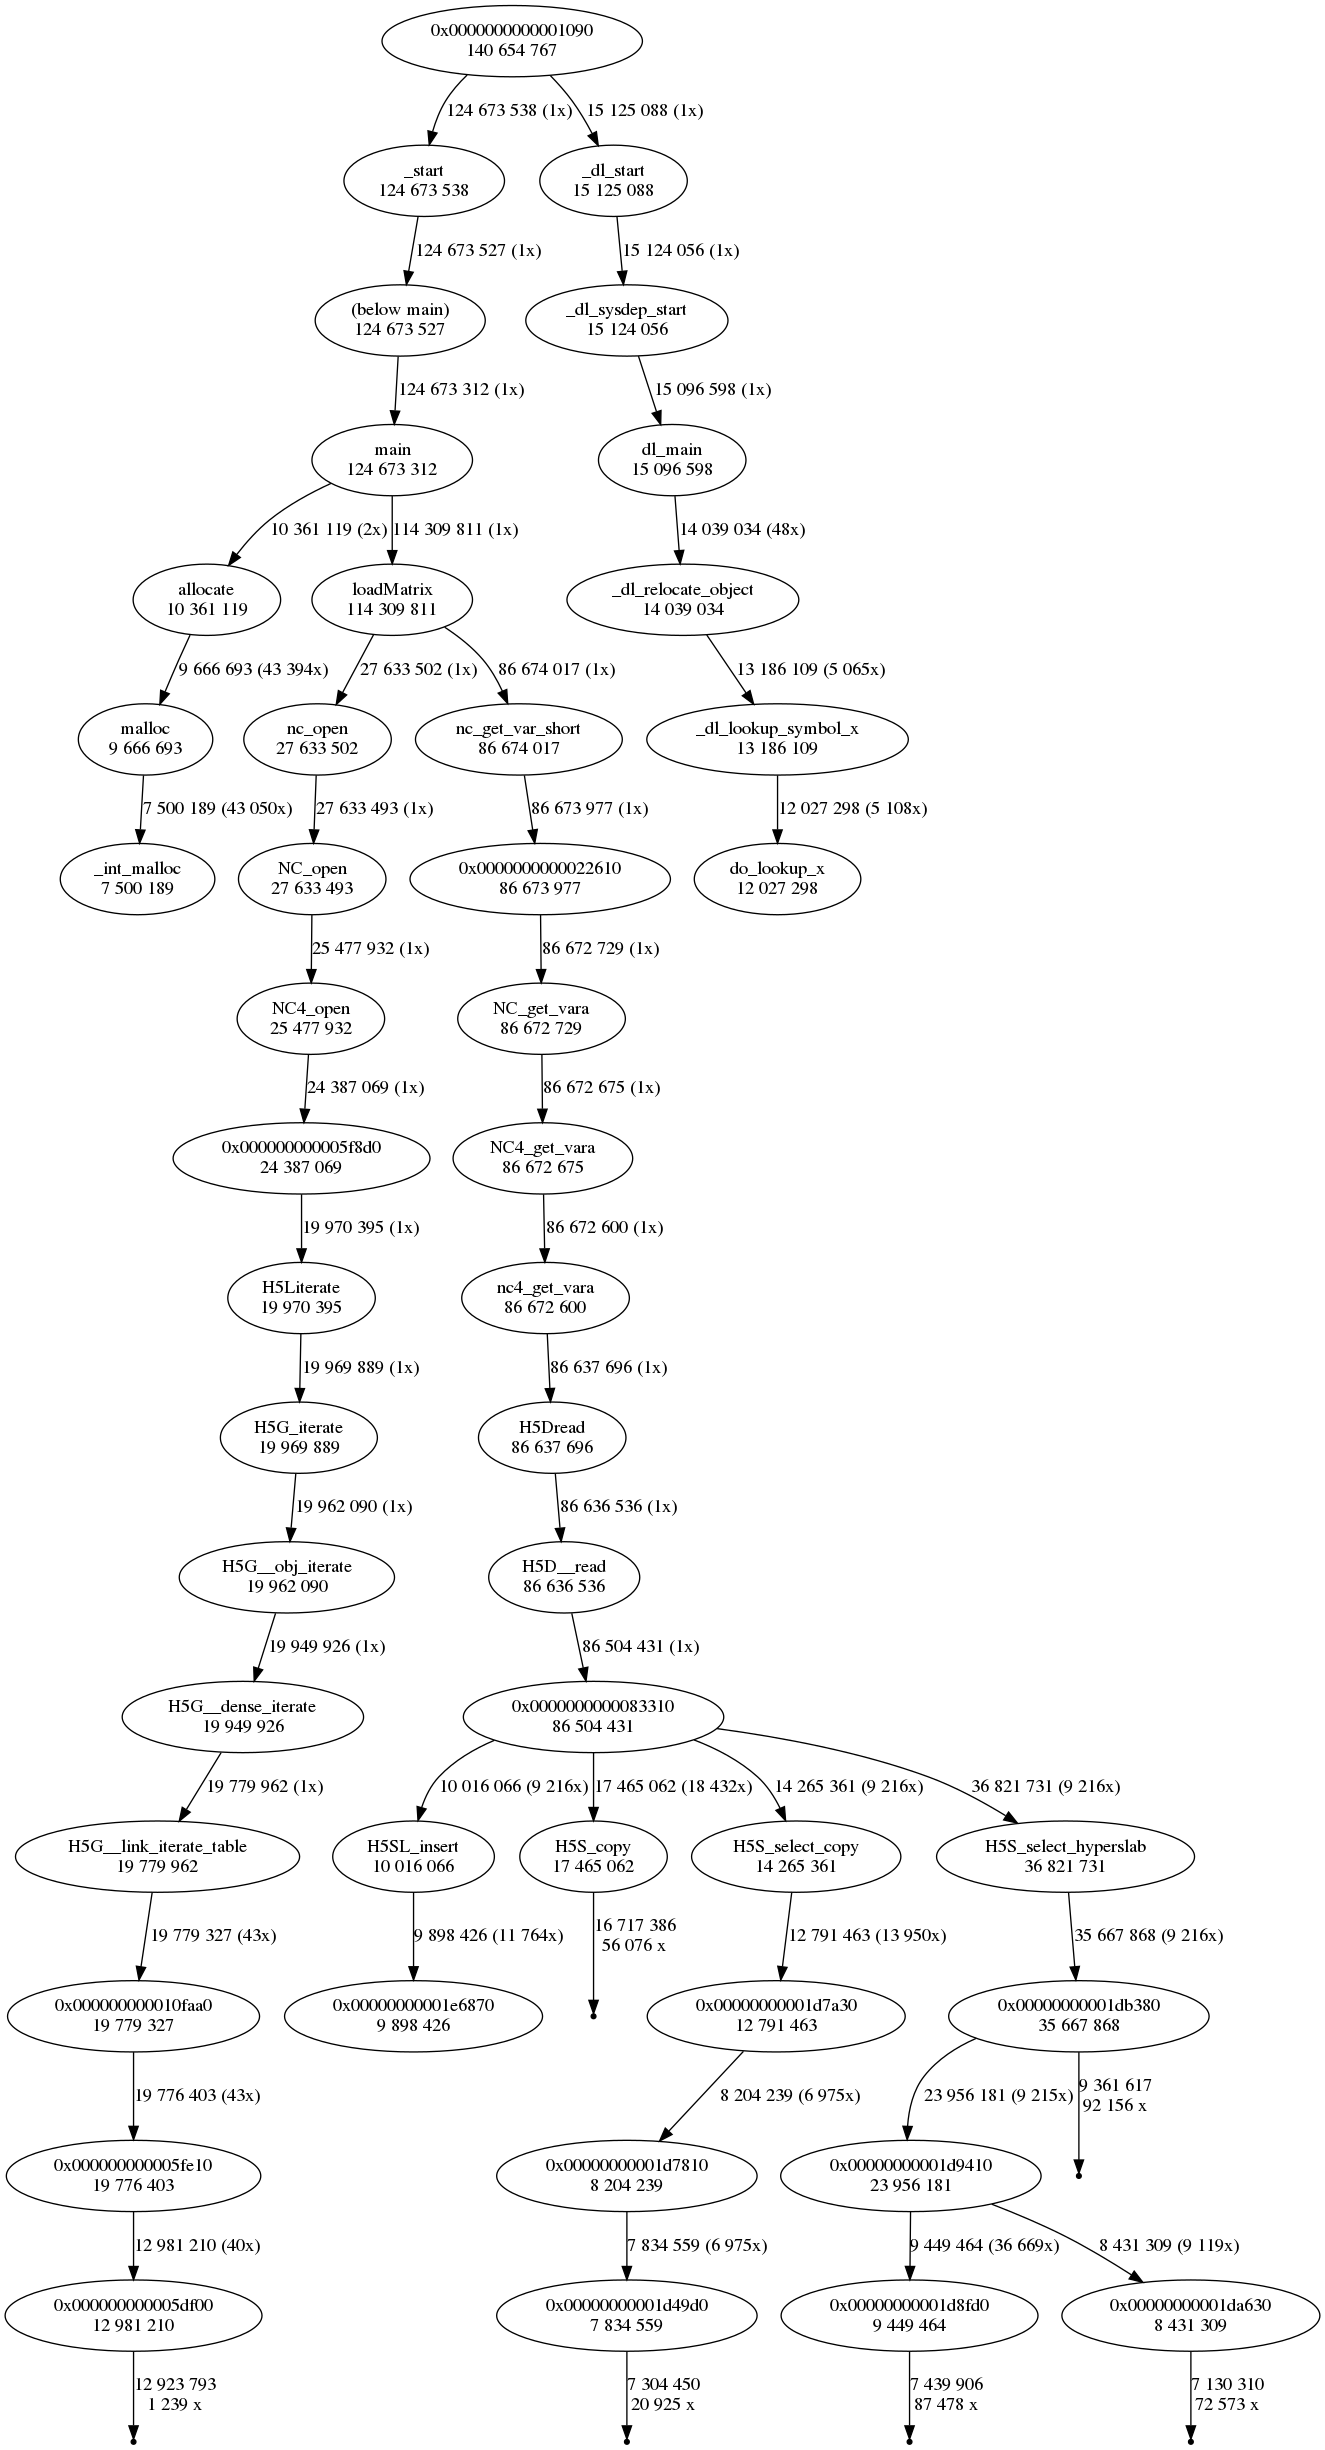 0x0000000000001090
140 654 767
124 673 538 (1x)
15 125 088 (1x)
_start
124 673 538
_dl_start
15 125 088
124 673 527 (1x)
15 124 056 (1x)
(below main)
124 673 527
_dl_sysdep_start
15 124 056
124 673 312 (1x)
15 096 598 (1x)
main
124 673 312
dl_main
15 096 598
10 361 119 (2x)
114 309 811 (1x)
14 039 034 (48x)
allocate
10 361 119
loadMatrix
114 309 811
_dl_relocate_object
14 039 034
9 666 693 (43 394x)
27 633 502 (1x)
86 674 017 (1x)
13 186 109 (5 065x)
malloc
9 666 693
nc_open
27 633 502
nc_get_var_short
86 674 017
_dl_lookup_symbol_x
13 186 109
7 500 189 (43 050x)
27 633 493 (1x)
86 673 977 (1x)
12 027 298 (5 108x)
_int_malloc
7 500 189
NC_open
27 633 493
0x0000000000022610
86 673 977
do_lookup_x
12 027 298
25 477 932 (1x)
86 672 729 (1x)
NC4_open
25 477 932
NC_get_vara
86 672 729
24 387 069 (1x)
86 672 675 (1x)
0x000000000005f8d0
24 387 069
NC4_get_vara
86 672 675
19 970 395 (1x)
86 672 600 (1x)
H5Literate
19 970 395
nc4_get_vara
86 672 600
19 969 889 (1x)
86 637 696 (1x)
H5G_iterate
19 969 889
H5Dread
86 637 696
19 962 090 (1x)
86 636 536 (1x)
H5G__obj_iterate
19 962 090
H5D__read
86 636 536
19 949 926 (1x)
86 504 431 (1x)
H5G__dense_iterate
19 949 926
0x0000000000083310
86 504 431
19 779 962 (1x)
10 016 066 (9 216x)
17 465 062 (18 432x)
14 265 361 (9 216x)
36 821 731 (9 216x)
H5G__link_iterate_table
19 779 962
H5SL_insert
10 016 066
H5S_copy
17 465 062
H5S_select_copy
14 265 361
H5S_select_hyperslab
36 821 731
19 779 327 (43x)
9 898 426 (11 764x)
16 717 386
56 076 x
12 791 463 (13 950x)
35 667 868 (9 216x)
0x000000000010faa0
19 779 327
0x00000000001e6870
9 898 426
0x00000000001d7a30
12 791 463
0x00000000001db380
35 667 868
19 776 403 (43x)
8 204 239 (6 975x)
23 956 181 (9 215x)
9 361 617
92 156 x
0x000000000005fe10
19 776 403
0x00000000001d7810
8 204 239
0x00000000001d9410
23 956 181
12 981 210 (40x)
7 834 559 (6 975x)
9 449 464 (36 669x)
8 431 309 (9 119x)
0x000000000005df00
12 981 210
0x00000000001d49d0
7 834 559
0x00000000001d8fd0
9 449 464
0x00000000001da630
8 431 309
12 923 793
1 239 x
7 304 450
20 925 x
7 439 906
87 478 x
7 130 310
72 573 x